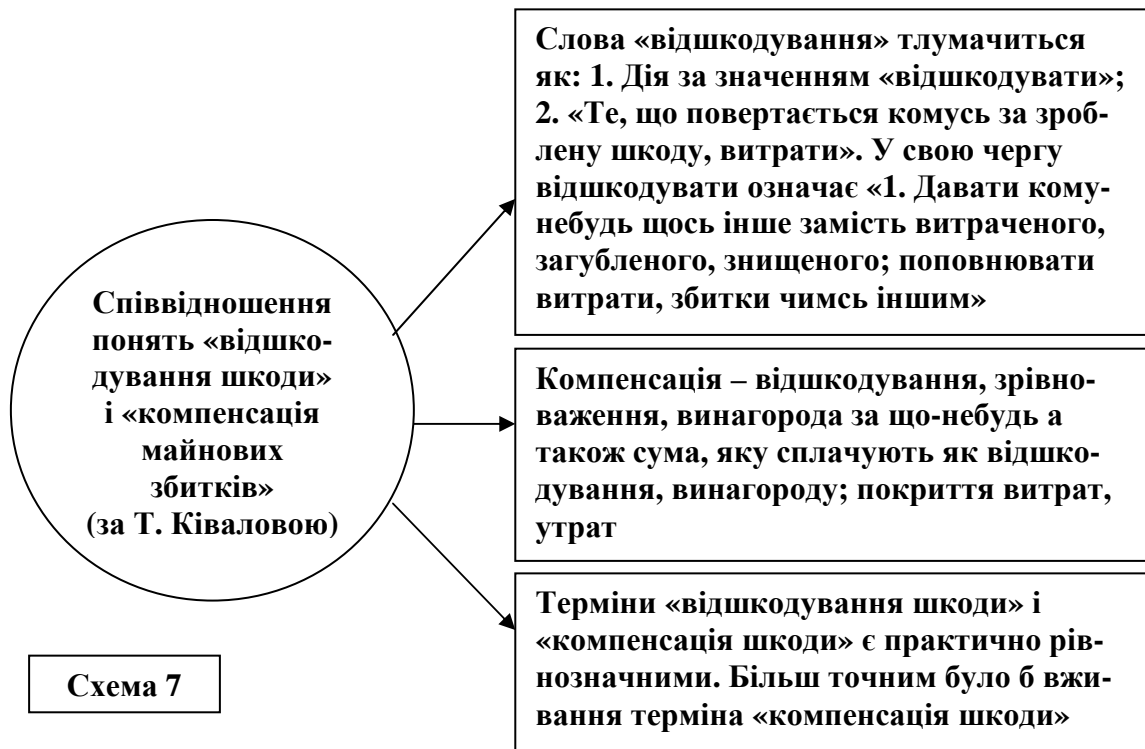 Співвідношення
понять «відшко-
дування шкоди»
і «компенсація
майнових
збитків»
(за Т. Ківаловою)
Слова «відшкодування» тлумачиться
як: 1. Дія за значенням «відшкодувати»;
2. «Те, що повертається комусь за зроб-
лену шкоду, витрати». У свою чергу
відшкодувати означає «1. Давати кому-
небудь щось інше замість витраченого,
загубленого, знищеного; поповнювати
витрати, збитки чимсь іншим»
Компенсація – відшкодування, зрівно-
важення, винагорода за що-небудь а
також сума, яку сплачують як відшко-
дування, винагороду; покриття витрат,
утрат
Терміни «відшкодування шкоди» і
«компенсація шкоди» є практично рів-
нозначними. Більш точним було б вжи-
вання терміна «компенсація шкоди»
Схема 7